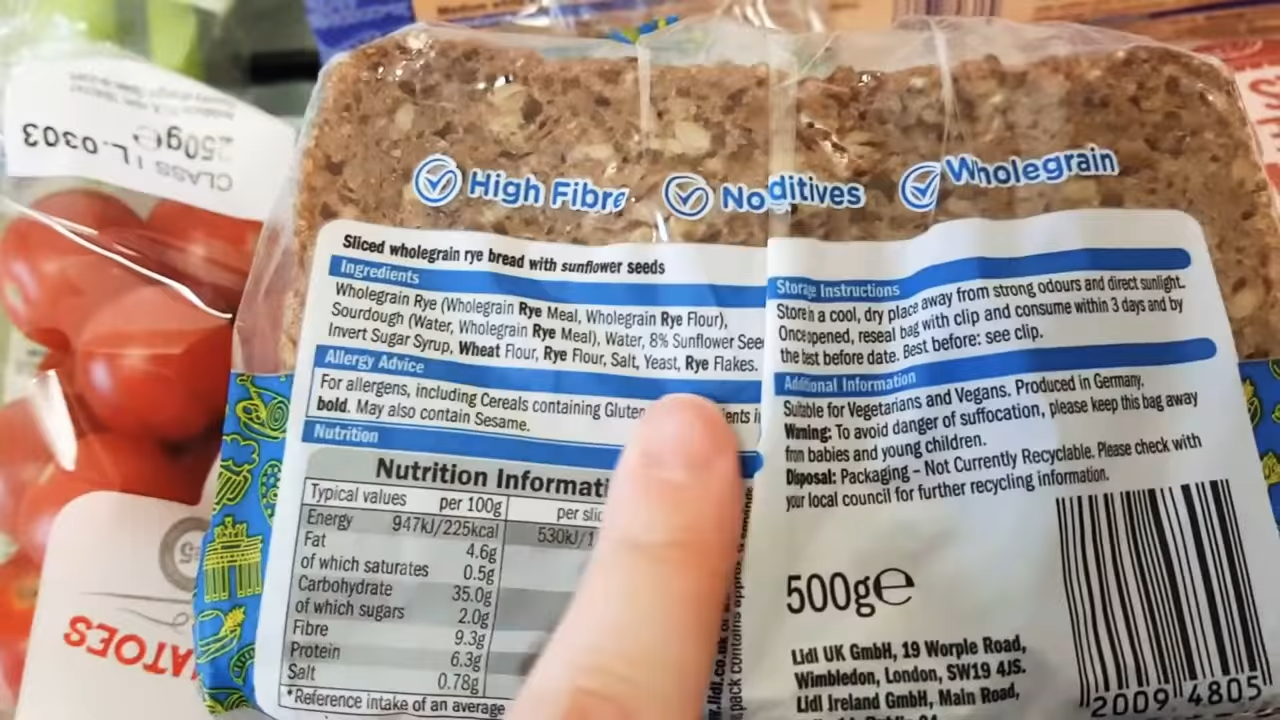 CLASS 1 L-0303
250g℮
High Fibre
No ditives
Wholegrain
Sliced wholegrain rye bread with sunflower seeds
Ingredients
Wholegrain Rye (Wholegrain Rye Meal, Wholegrain Rye Flour),
Sourdough (Water, Wholegrain Rye Meal), Water, 8% Sunflower See
Invert Sugar Syrup, Wheat Flour, Rye Flour, Salt, Yeast, Rye Flakes.
Allergy Advice
For allergens, including Cereals containing Gluten ients in
bold. May also contain Sesame.
Nutrition
Nutrition Informati
Typical values per 100g per slic
Energy 947kJ/225kcal 530kJ/1
Fat 4.6g
of which saturates 0.5g
Carbohydrate 35.0g
of which sugars 2.0g
Fibre 9.3g
Protein 6.3g
Salt 0.78g
*Reference intake of an average
pack contains approx.
Storage Instructions
Store in a cool, dry place away from strong odours and direct sunlight.
Once opened, reseal bag with clip and consume within 3 days and by
the best before date. Best before: see clip.
Additional Information
Suitable for Vegetarians and Vegans. Produced in Germany.
Warning: To avoid danger of suffocation, please keep this bag away
from babies and young children.
Disposal: Packaging – Not Currently Recyclable. Please check with
your local council for further recycling information.
500g℮
Lidl UK GmbH, 19 Worple Road,
Wimbledon, London, SW19 4JS.
Lidl Ireland GmbH, Main Road,
2009 4805
ATOES